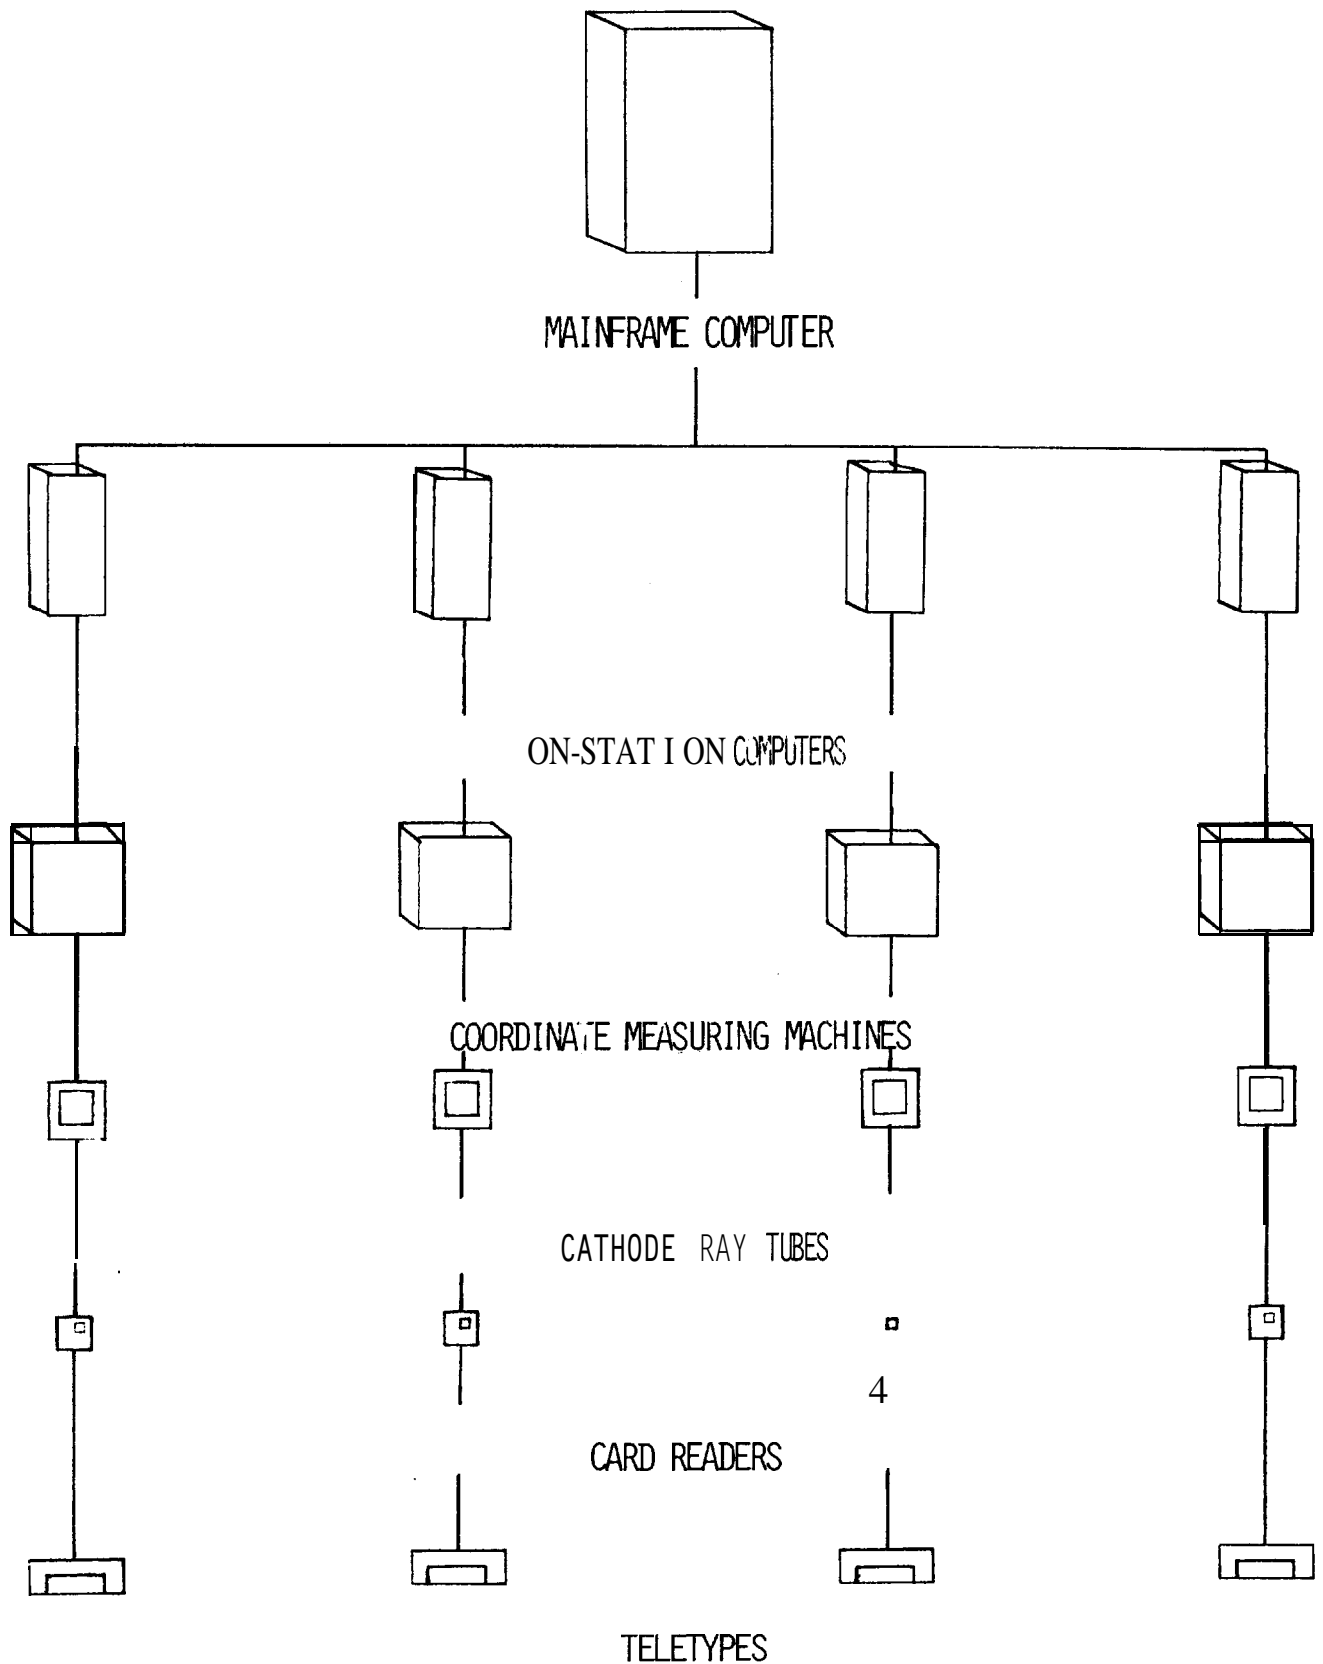 MAINFRAME COMPUTER
ON-STATION COMPUTERS
COORDINATE MEASURING MACHINES
CATHODE RAY TUBES
4
CARD READERS
TELETYPES